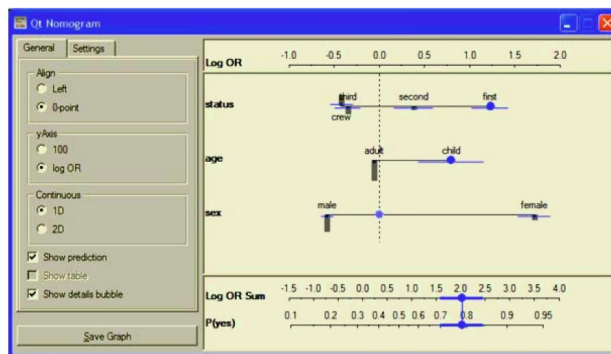 Qt Nomogram
General Settings
Align
Left
0-point
yAxis
100
log OR
Continuous
1D
2D
Show prediction
Show table
Show details bubble
Save Graph
Log OR -1.0 -0.5 0.0 0.5 1.0 1.5 2.0
status third second first
crew
age adult child
sex male female
Log OR Sum -1.5 -1.0 -0.5 0.0 0.5 1.0 1.5 2.0 2.5 3.0 3.5 4.0
P(yes) 0.1 0.2 0.3 0.4 0.5 0.6 0.7 0.8 0.9 0.95